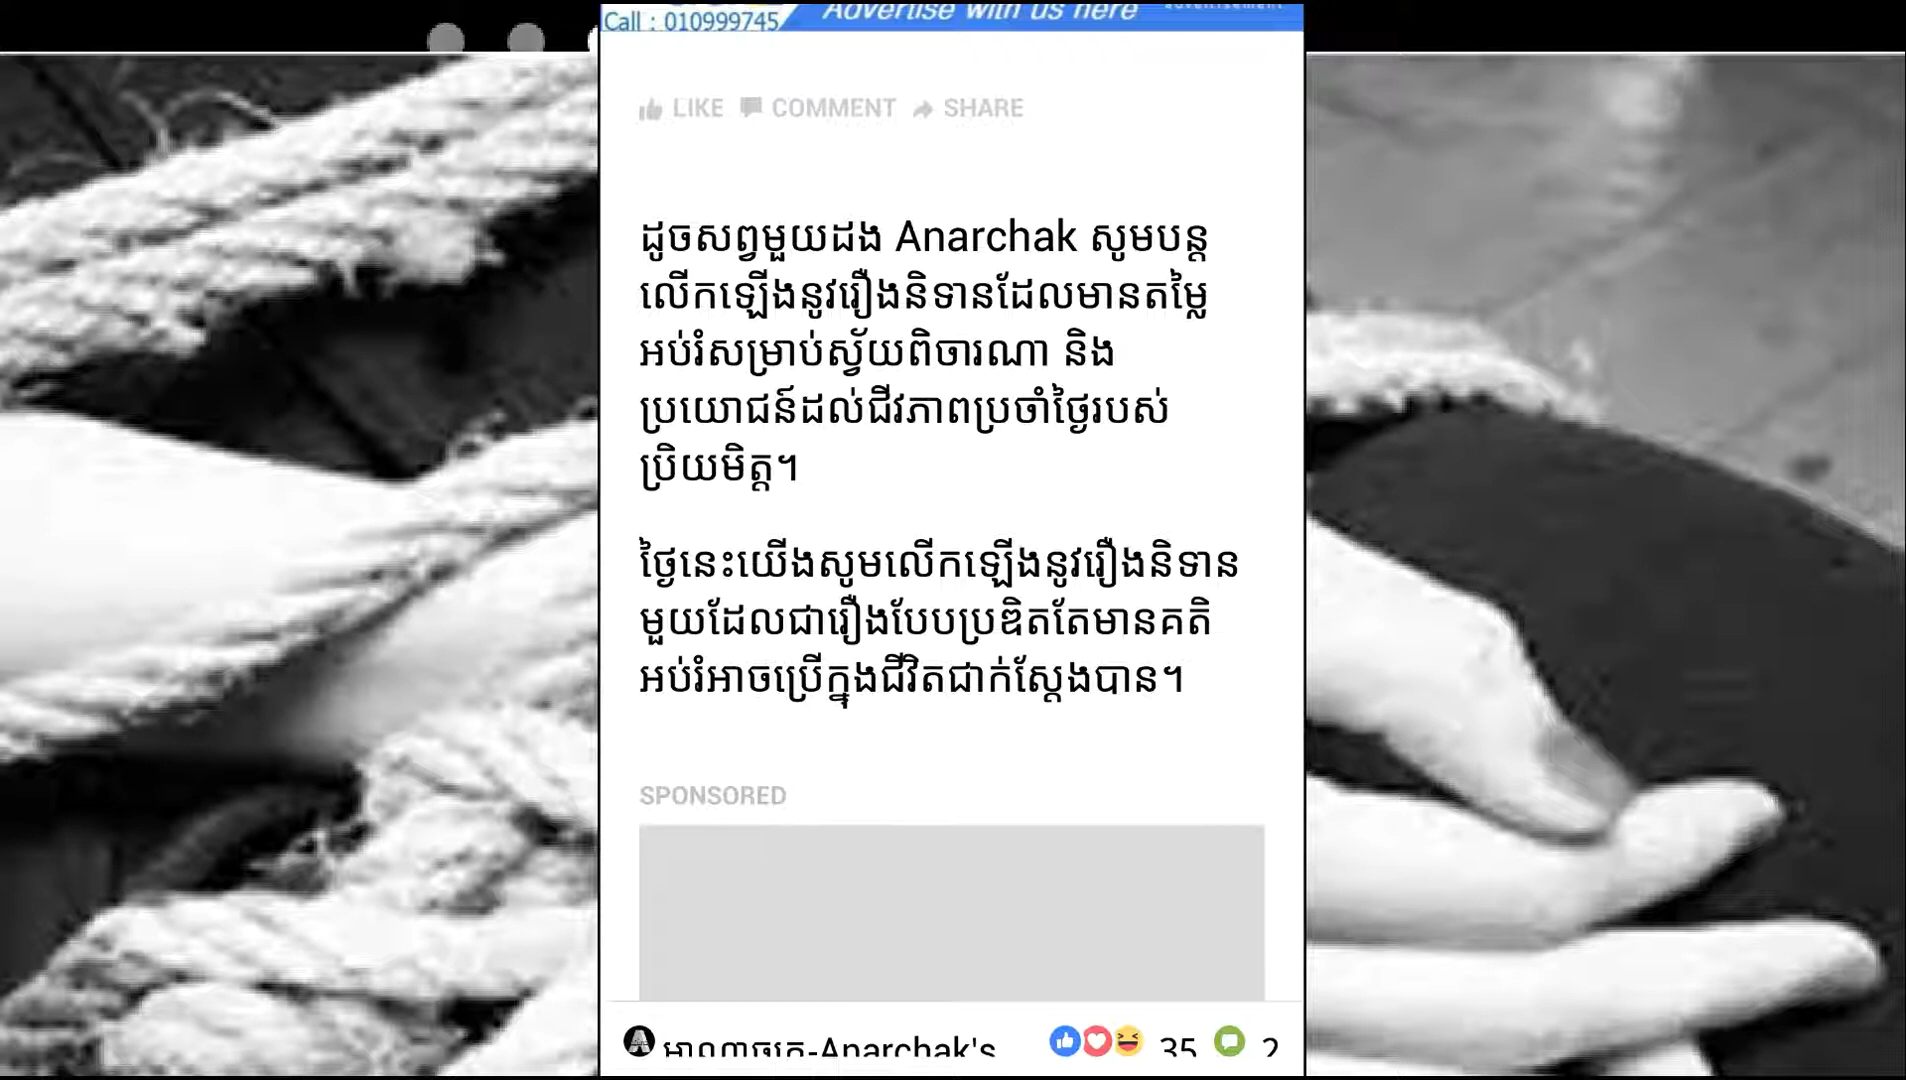 Call : 010999745
Advertise with us here
advertisement
LIKE COMMENT SHARE
ដូចសព្វមួយដង Anarchak សូមបន្ត
លើកឡើងនូវរឿងនិទានដែលមានតម្លៃ
អប់រំសម្រាប់ស្វ័យពិចារណា និង
ប្រយោជន៍ដល់ជីវភាពប្រចាំថ្ងៃរបស់
ប្រិយមិត្ត។
ថ្ងៃនេះយើងសូមលើកឡើងនូវរឿងនិទាន
មួយដែលជារឿងបែបប្រឌិតតែមានគតិ
អប់រំអាចប្រើក្នុងជីវិតជាក់ស្តែងបាន។
SPONSORED
អាណាចក្រ-Anarchak's 35 2